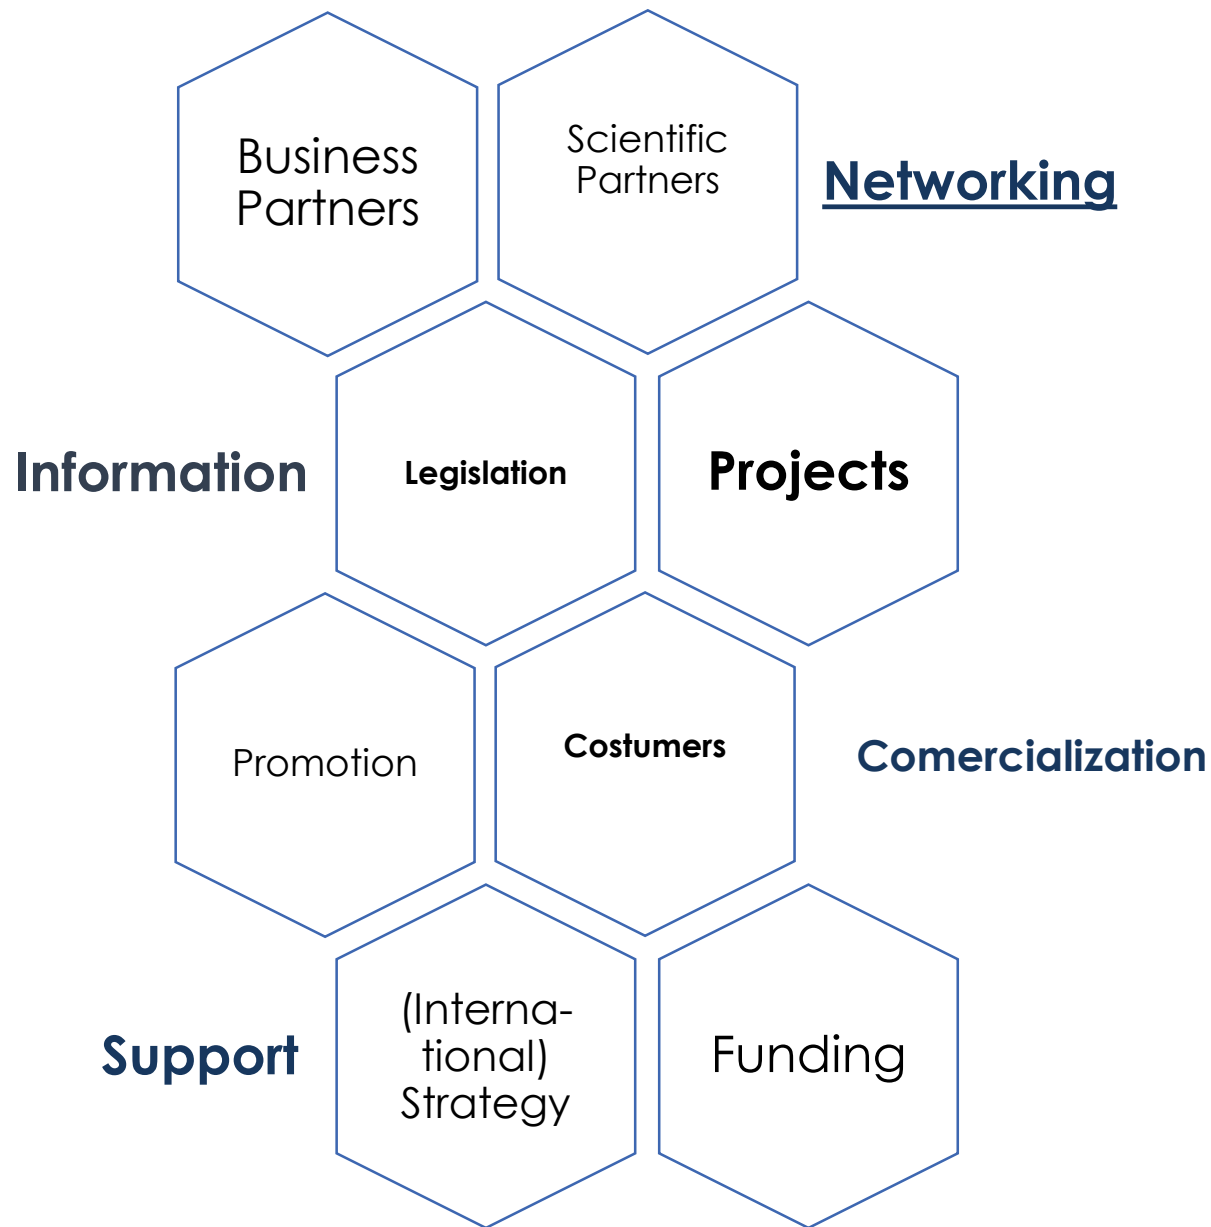 Business
Partners
Scientific
Partners
Networking
Information
Legislation
Projects
Promotion
Costumers
Comercialization
Support
(Interna-
tional)
Strategy
Funding